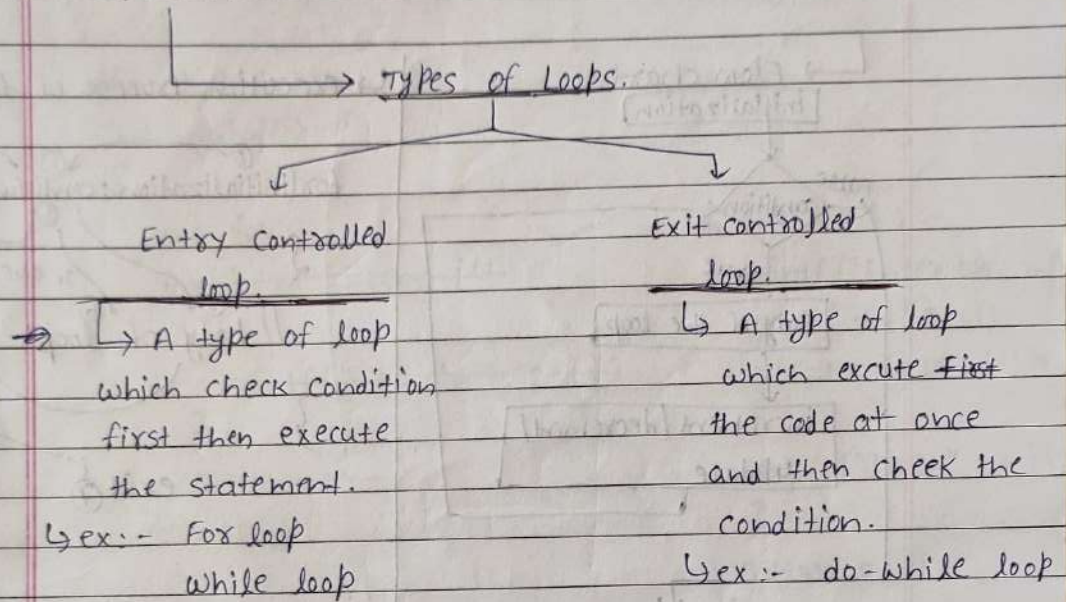 Types of Loops.
Entry Controlled
loop.
A type of loop
which check condition
first then execute
the statement.
ex:- For loop
while loop
Exit controlled
loop.
A type of loop
which excute first
the code at once
and then cheek the
condition.
ex:- do-while loop